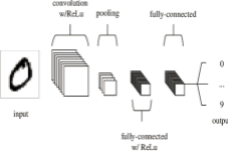 convolution
w/ReLu
pooling
fully-connected
0
...
9
input
output
fully-connected
w/ ReLu